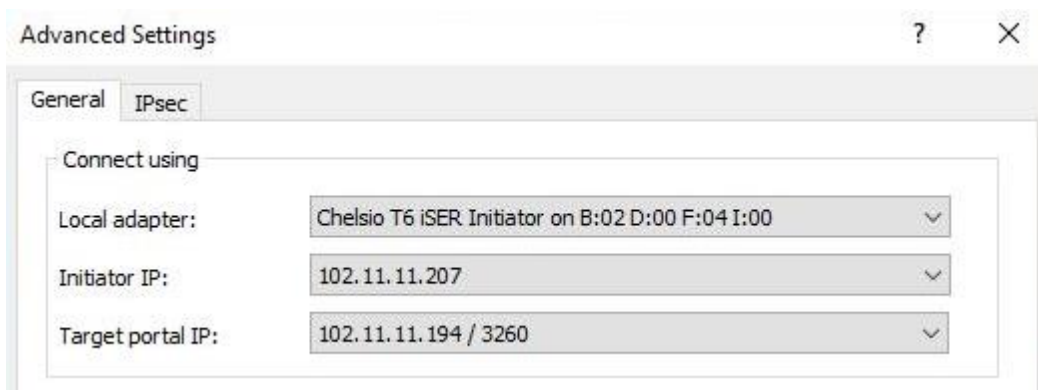 Advanced Settings ?
General IPsec
Connect using
Local adapter: Chelsio T6 iSER Initiator on B:02 D:00 F:04 I:00
Initiator IP: 102.11.11.207
Target portal IP: 102.11.11.194 / 3260